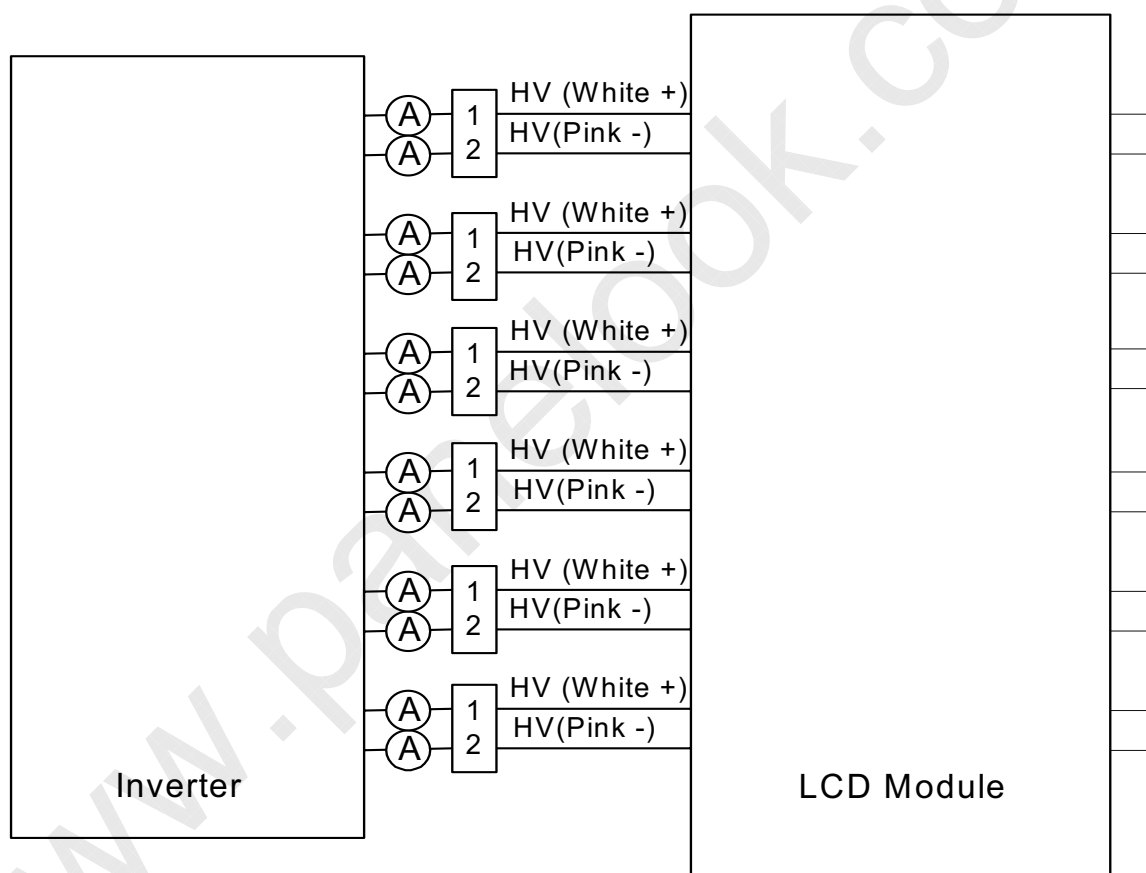 HV (White +)
A 1
HV(Pink -)
A 2
HV (White +)
A 1
HV(Pink -)
A 2
HV (White +)
A 1
HV(Pink -)
A 2
HV (White +)
A 1
HV(Pink -)
A 2
HV (White +)
A 1
HV(Pink -)
A 2
HV (White +)
A 1
HV(Pink -)
A 2
Inverter
LCD Module
ww.panelook.co